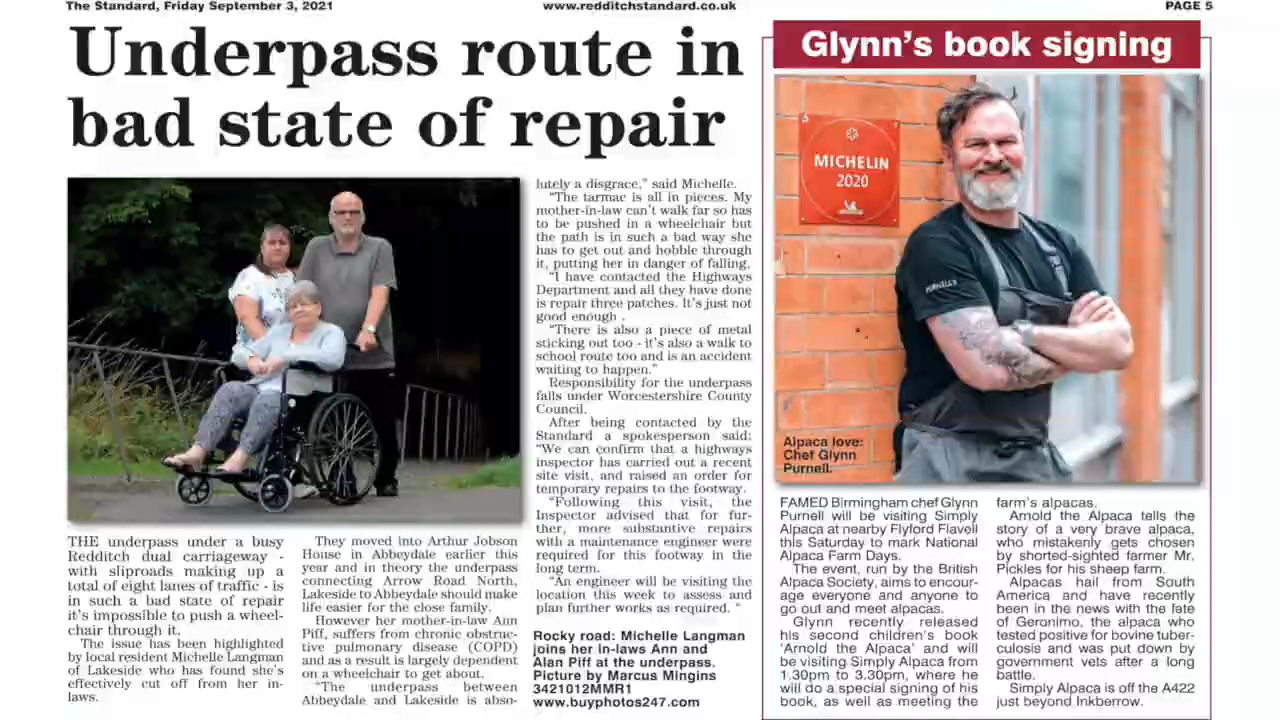 The Standard, Friday September 3, 2021
www.redditchstandard.co.uk
PAGE 5
Underpass route in
bad state of repair
THE underpass under a busy
Redditch dual carriageway -
with sliproads making up a
total of eight lanes of traffic - is
in such a bad state of repair
it's impossible to push a wheel-
chair through it.
The issue has been highlighted
by local resident Michelle Langman
of Lakeside who has found she's
effectively cut off from her in-
laws.
They moved into Arthur Jobson
House in Abbeydale earlier this
year and in theory the underpass
connecting Arrow Road North,
Lakeside to Abbeydale should make
life easier for the close family.
However her mother-in-law Ann
Piff, suffers from chronic obstruc-
tive pulmonary disease (COPD)
and as a result is largely dependent
on a wheelchair to get about.
"The underpass between
Abbeydale and Lakeside is abso-
lutely a disgrace," said Michelle.
"The tarmac is all in pieces. My
mother-in-law can't walk far so has
to be pushed in a wheelchair but
the path is in such a bad way she
has to get out and hobble through
it, putting her in danger of falling.
"I have contacted the Highways
Department and all they have done
is repair three patches. It's just not
good enough .
"There is also a piece of metal
sticking out too - it's also a walk to
school route too and is an accident
waiting to happen."
Responsibility for the underpass
falls under Worcestershire County
Council.
After being contacted by the
Standard a spokesperson said:
"We can confirm that a highways
inspector has carried out a recent
site visit, and raised an order for
temporary repairs to the footway.
"Following this visit, the
Inspector advised that for fur-
ther, more substantive repairs
with a maintenance engineer were
required for this footway in the
long term.
"An engineer will be visiting the
location this week to assess and
plan further works as required. "
Rocky road: Michelle Langman
joins her in-laws Ann and
Alan Piff at the underpass.
Picture by Marcus Mingins
3421012MMR1
www.buyphotos247.com
Glynn's book signing
MICHELIN
2020
PURNELL'S
Alpaca love:
Chef Glynn
Purnell.
FAMED Birmingham chef Glynn
Purnell will be visiting Simply
Alpaca at nearby Flyford Flavell
this Saturday to mark National
Alpaca Farm Days.
The event, run by the British
Alpaca Society, aims to encour-
age everyone and anyone to
go out and meet alpacas.
Glynn recently released
his second children's book
'Arnold the Alpaca' and will
be visiting Simply Alpaca from
1.30pm to 3.30pm, where he
will do a special signing of his
book, as well as meeting the
farm's alpacas.
Arnold the Alpaca tells the
story of a very brave alpaca,
who mistakenly gets chosen
by shorted-sighted farmer Mr.
Pickles for his sheep farm.
Alpacas hail from South
America and have recently
been in the news with the fate
of Geronimo, the alpaca who
tested positive for bovine tuber-
culosis and was put down by
government vets after a long
battle.
Simply Alpaca is off the A422
just beyond Inkberrow.